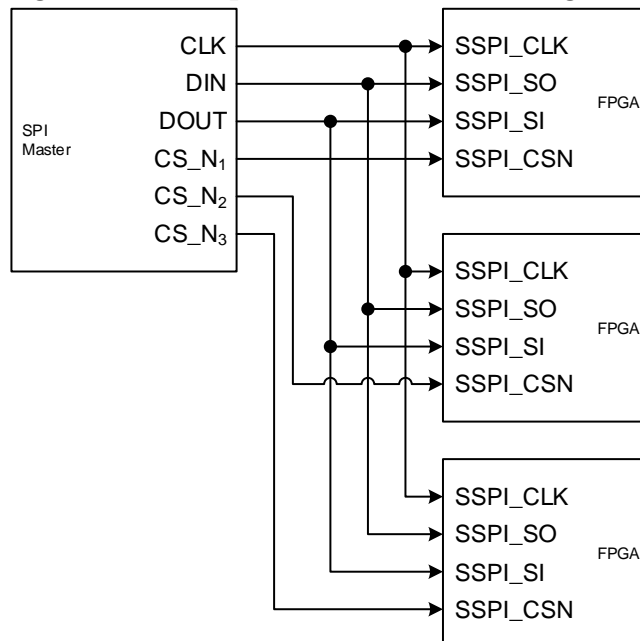 CLK
DIN
DOUT
CS_N1
CS_N2
CS_N3
SPI
Master
SSPI_CLK
SSPI_SO
SSPI_SI
SSPI_CSN
FPGA
SSPI_CLK
SSPI_SO
SSPI_SI
SSPI_CSN
FPGA
SSPI_CLK
SSPI_SO
SSPI_SI
SSPI_CSN
FPGA